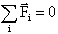 ∑ᵢ F⃗ᵢ = 0